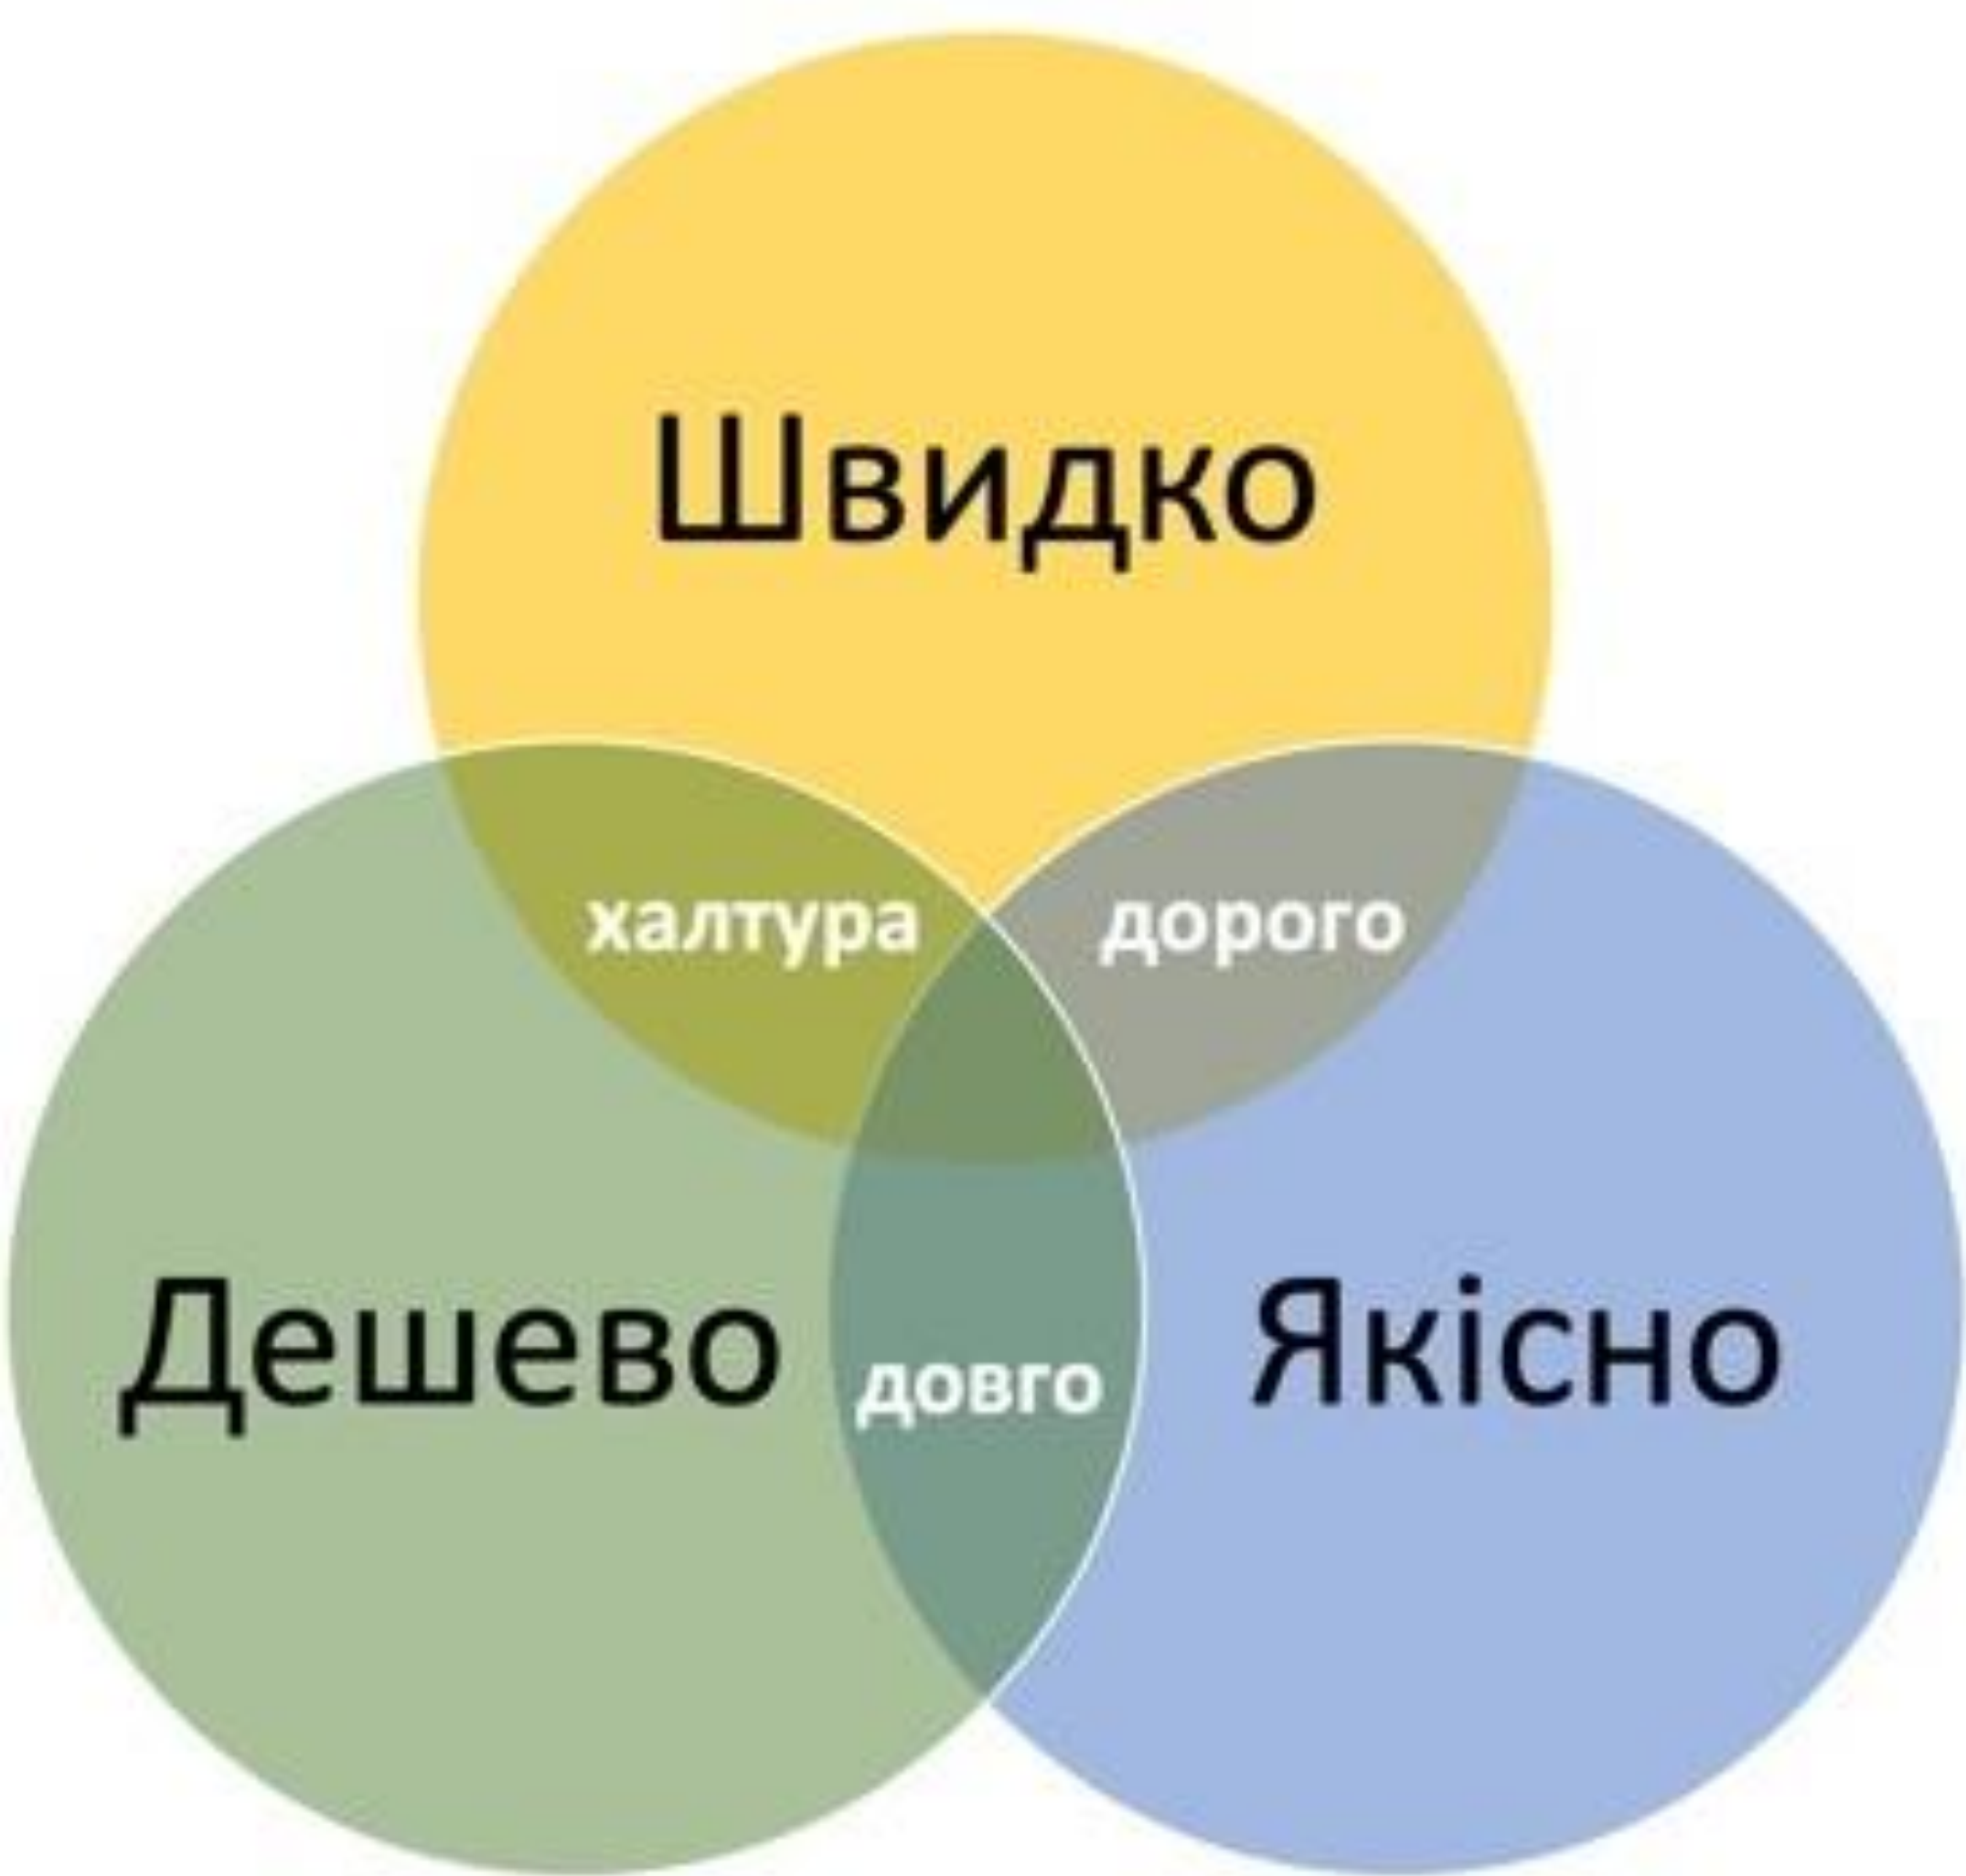 Швидко
халтура
дорого
Дешево
Якісно
довго